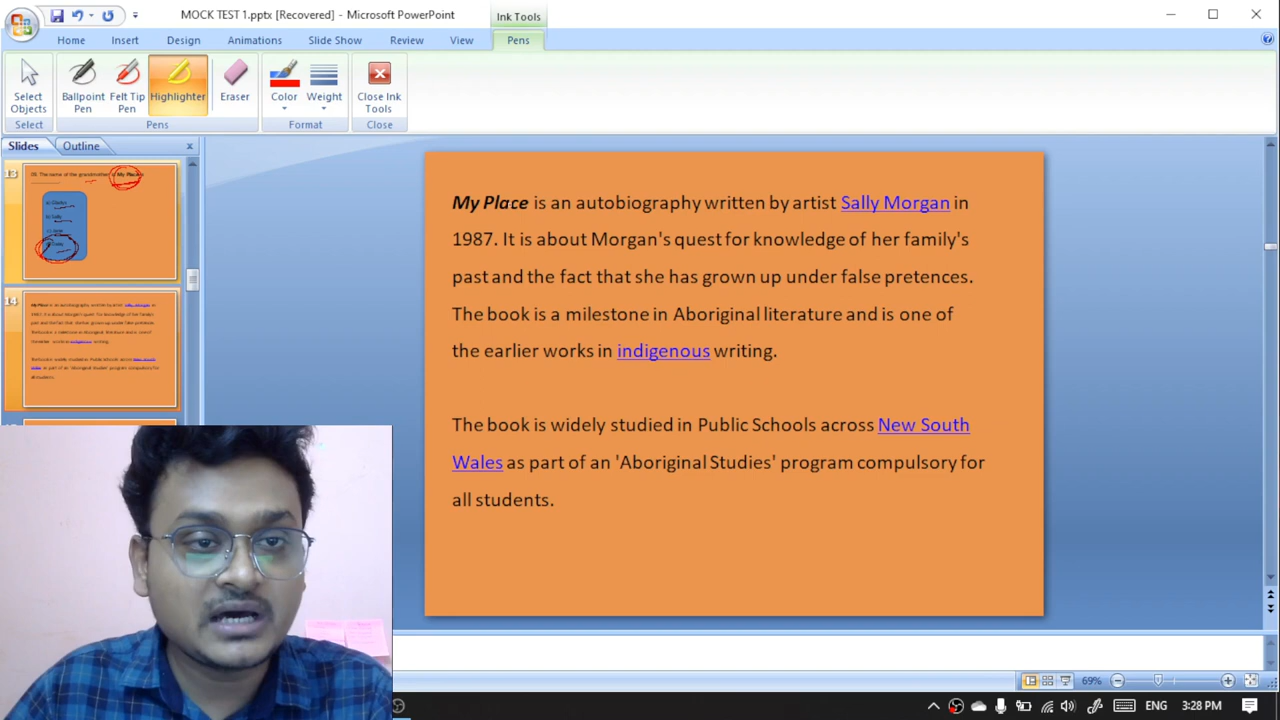 MOCK TEST 1.pptx [Recovered] - Microsoft PowerPoint
Ink Tools
Home Insert Design Animations Slide Show Review View Pens
Select Objects
Ballpoint Pen
Felt Tip Pen
Highlighter
Eraser
Color
Weight
Close Ink Tools
Select Pens Format Close
Slides Outline
13
14
My Place is an autobiography written by artist Sally Morgan in
1987. It is about Morgan's quest for knowledge of her family's
past and the fact that she has grown up under false pretences.
The book is a milestone in Aboriginal literature and is one of
the earlier works in indigenous writing.
The book is widely studied in Public Schools across New South
Wales as part of an 'Aboriginal Studies' program compulsory for
all students.
69%
ENG 3:28 PM